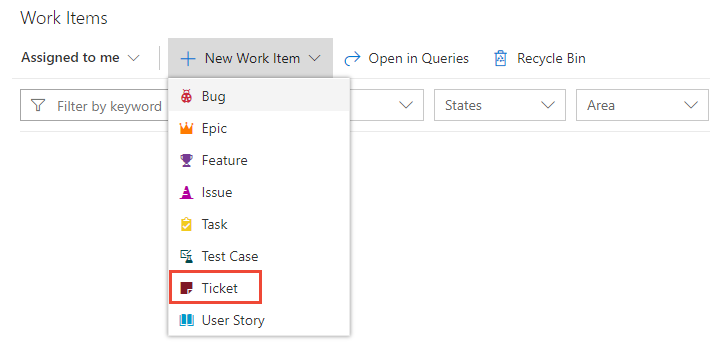 Work Items
Assigned to me New Work Item Open in Queries Recycle Bin
Filter by keyword States Area
Bug
Epic
Feature
Issue
Task
Test Case
Ticket
User Story